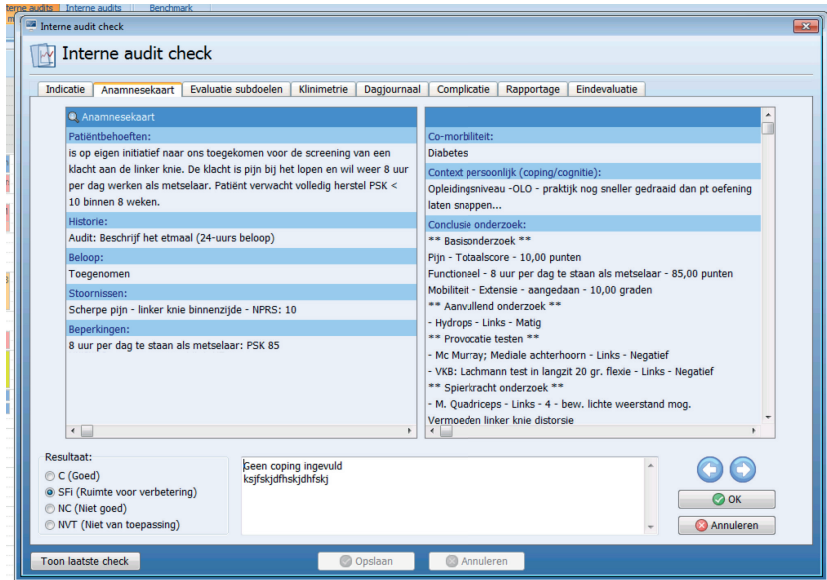 Interne audits
Benchmark
Interne audit check
Interne audit check
Indicatie
Anamnesekaart
Evaluatie subdoelen
Klinimetrie
Dagjournaal
Complicatie
Rapportage
Eindevaluatie
Anamnesekaart
Patiëntbehoeften:
is op eigen initiatief naar ons toegekomen voor de screening van een
klacht aan de linker knie. De klacht is pijn bij het lopen en wil weer 8 uur
per dag werken als metselaar. Patiënt verwacht volledig herstel PSK <
10 binnen 8 weken.
Historie:
Audit: Beschrijf het etmaal (24-uurs beloop)
Beloop:
Toegenomen
Stoornissen:
Scherpe pijn - linker knie binnenzijde - NPRS: 10
Beperkingen:
8 uur per dag te staan als metselaar: PSK 85
Co-morbiliteit:
Diabetes
Context persoonlijk (coping/cognitie):
Opleidingsniveau -OLO - praktijk nog sneller gedraaid dan pt oefening
laten snappen...
Conclusie onderzoek:
** Basisonderzoek **
Pijn - Totaalscore - 10,00 punten
Functioneel - 8 uur per dag te staan als metselaar - 85,00 punten
Mobiliteit - Extensie - aangedaan - 10,00 graden
** Aanvullend onderzoek **
- Hydrops - Links - Matig
** Provocatie testen **
- Mc Murray; Mediale achterhoorn - Links - Negatief
- VKB: Lachmann test in langzit 20 gr. flexie - Links - Negatief
** Spierkracht onderzoek **
- M. Quadriceps - Links - 4 - bew. lichte weerstand mog.
Vermoeden linker knie distorsie
Resultaat:
C (Goed)
SFi (Ruimte voor verbetering)
NC (Niet goed)
NVT (Niet van toepassing)
Geen coping ingevuld
ksjfskjdfhskjdhfskj
OK
Annuleren
Toon laatste check
Opslaan
Annuleren